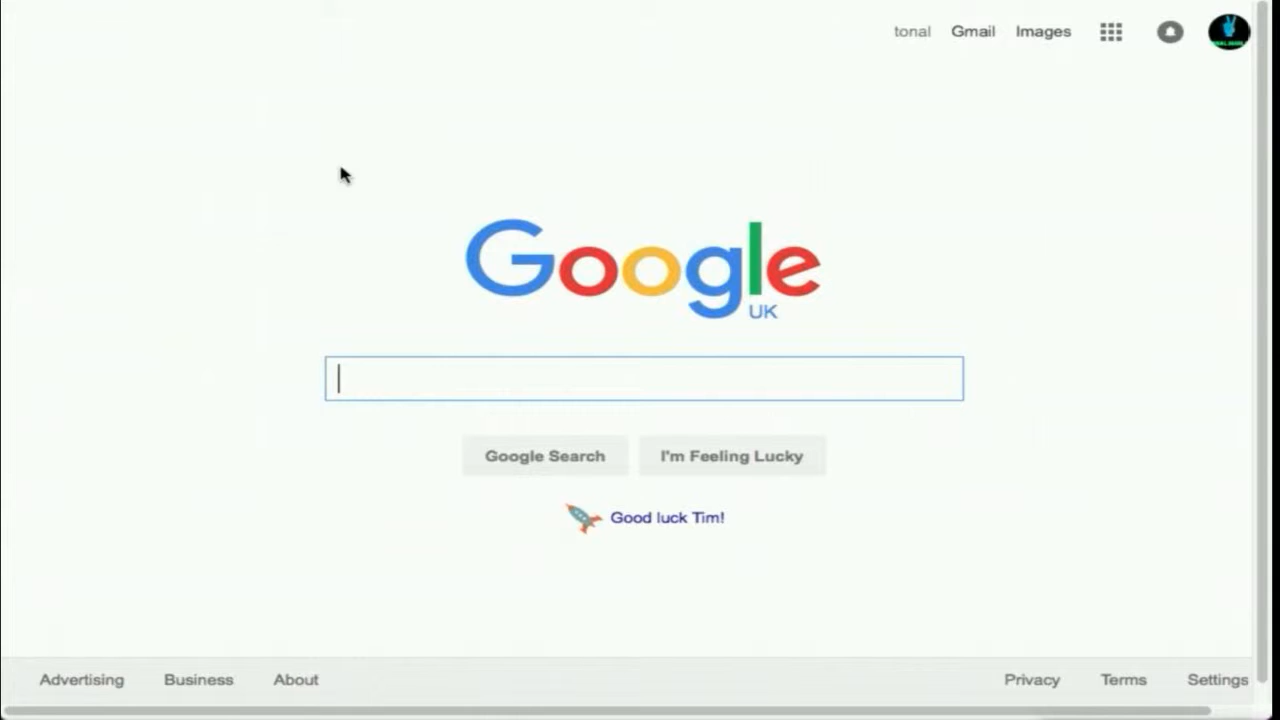 tonal Gmail Images
Google
UK
Google Search I'm Feeling Lucky
Good luck Tim!
Advertising Business About Privacy Terms Settings